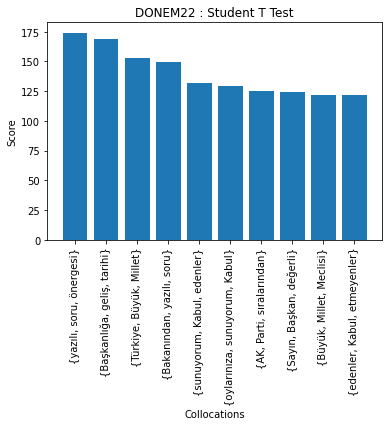 DONEM22 : Student T Test
175
150
125
100
75
50
25
0
Score
{yazılı, soru, önergesi}
{Başkanlığa, geliş, tarihi}
{Türkiye, Büyük, Millet}
{Bakanından, yazılı, soru}
{sunuyorum, Kabul, edenler}
{oylarınıza, sunuyorum, Kabul}
{AK, Parti, sıralarından}
{Sayın, Başkan, değerli}
{Büyük, Millet, Meclisi}
{edenler, Kabul, etmeyenler}
Collocations